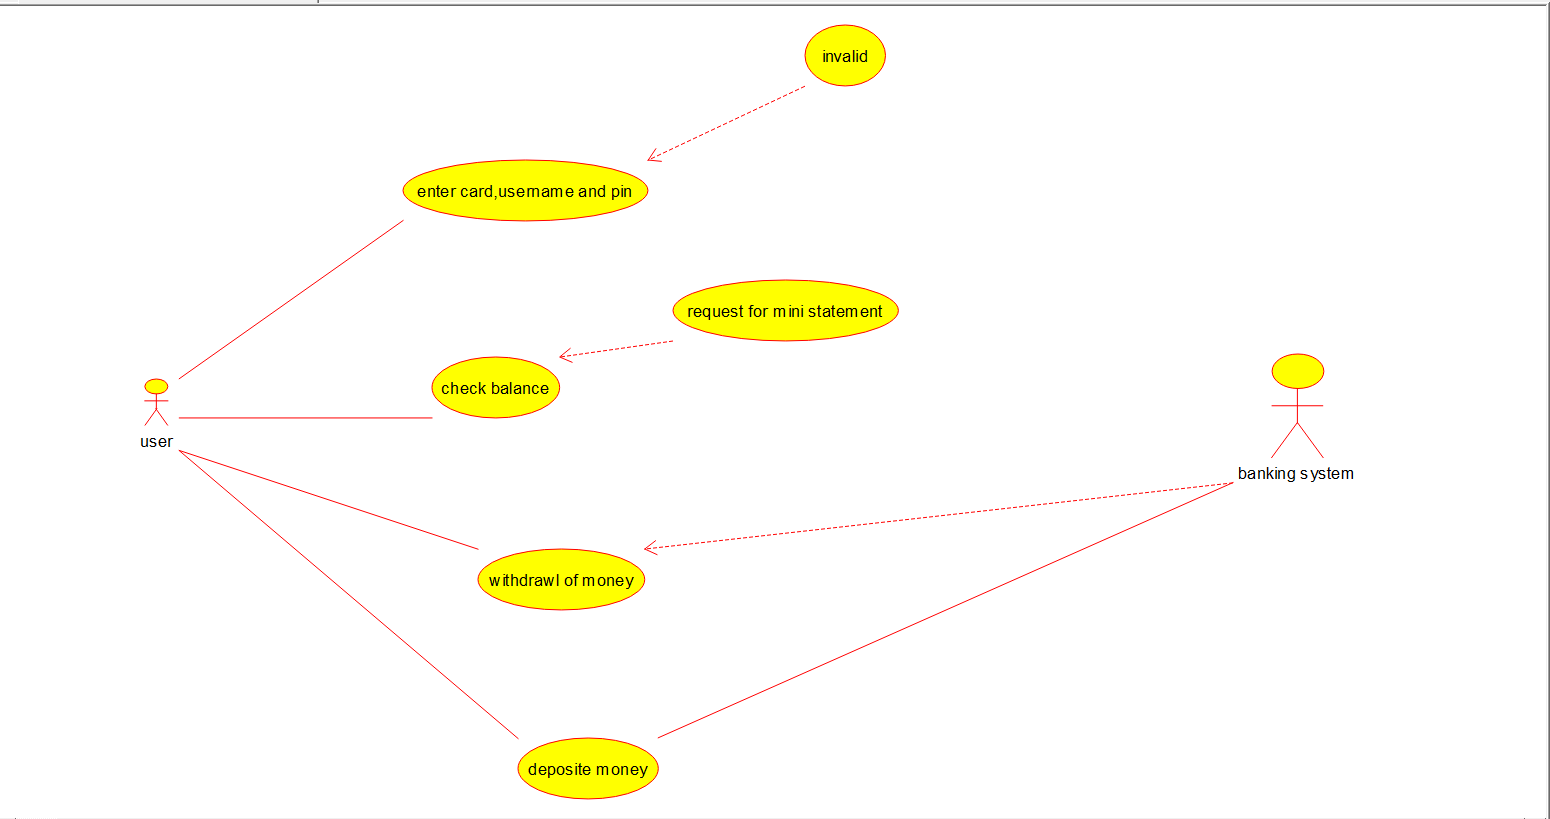 invalid
enter card,username and pin
request for mini statement
check balance
user
banking system
withdrawl of money
deposite money